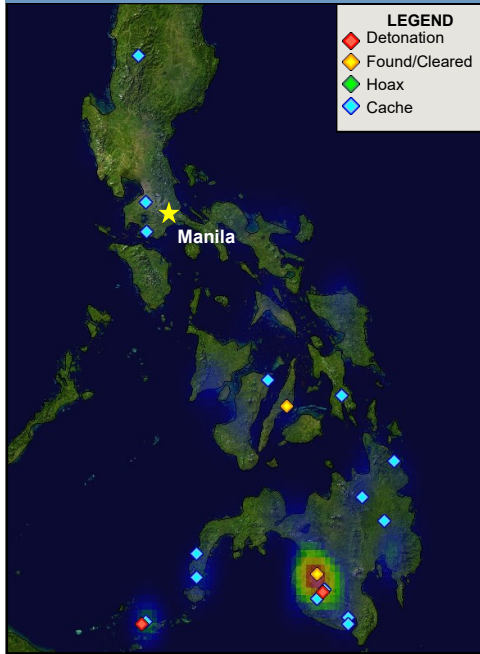 LEGEND
Detonation
Found/Cleared
Hoax
Cache
Manila